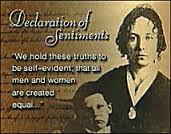 Declaration of
Sentiments
"We hold these truths to
be self-evident; that all
men and women
are created
equal..."